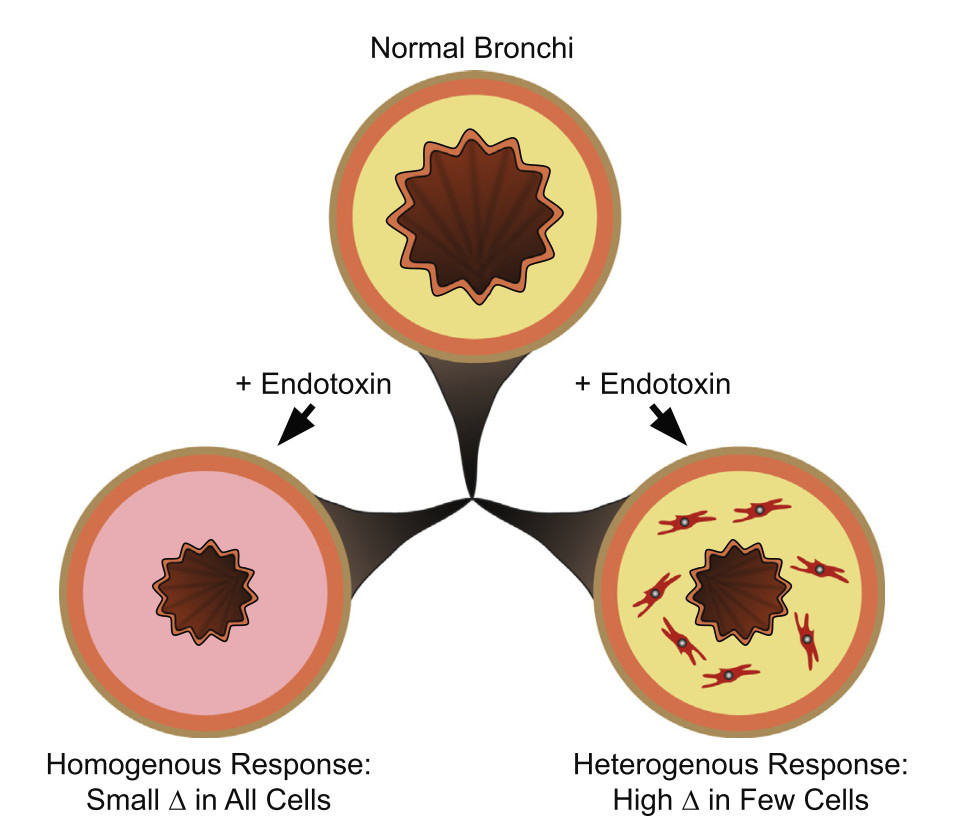 Normal Bronchi
+ Endotoxin
+ Endotoxin
Homogenous Response:
Small Δ in All Cells
Heterogenous Response:
High Δ in Few Cells